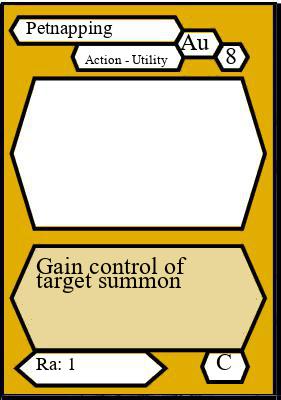 Petnapping
Au
Action - Utility
8
Gain control of
target summon
Ra: 1
C